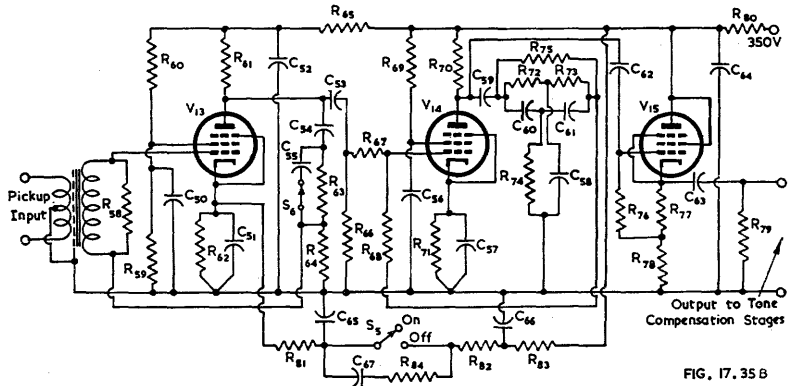 R65
R80
350V
R60
R61
C52
C53
R69
R70
C59
R75
R72
R73
C62
C64
V13
C54
V14
C60
C61
V15
C55
R67
R63
S6
Pickup
Input
R58
C50
R59
R62
C51
R64
R66
R68
C56
R71
C57
R74
C58
R76
R77
C63
R78
R79
Output to Tone
Compensation Stages
C65
S5
On
Off
C66
R81
C67
R84
R82
R83
FIG. 17.35B